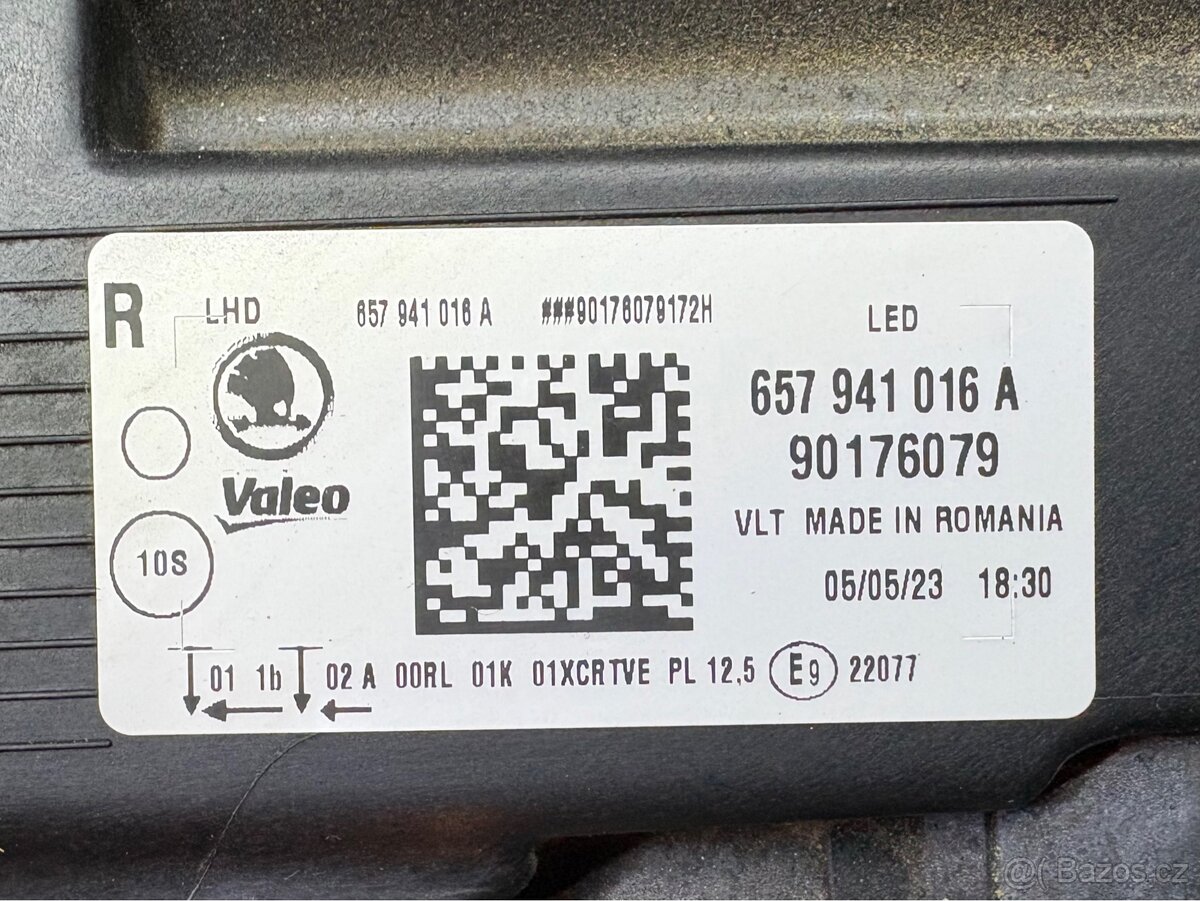 R LHD 657 941 016 A ###90176079172H LED
657 941 016 A
90176079
Valeo
VLT MADE IN ROMANIA
10S
05/05/23 18:30
01 1b 02 A 00RL 01K 01XCRTVE PL 12,5 E9 22077
@( Bazos.cz